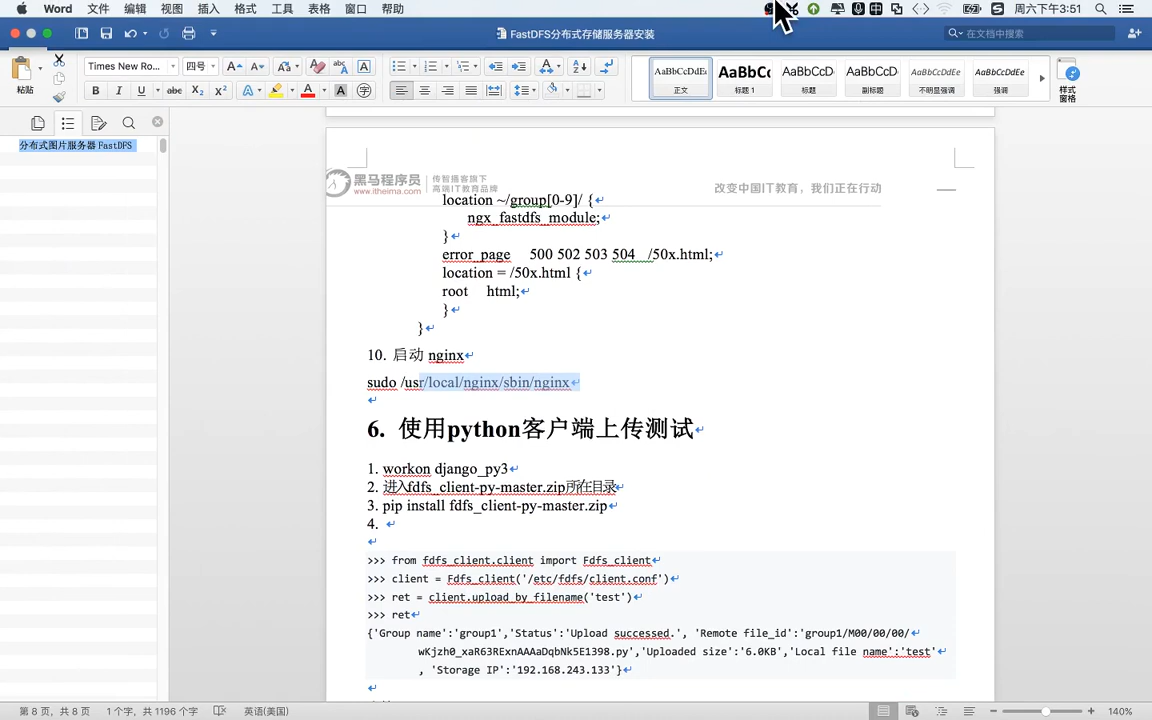 Word 文件 编辑 视图 插入 格式 工具 表格 窗口 帮助 周六下午3:51
FastDFS分布式存储服务器安装 在文档中搜索
粘贴 Times New Ro... 四号 AaBbCcDdEe AaBbCc AaBbCcD AaBbCcD AaBbCcDdEe AaBbCcDdEe
正文 标题 1 标题 副标题 不明显强调 强调 样式
窗格
分布式图片服务器 FastDFS
黑马程序员 传智播客旗下
www.itheima.com 高端IT教育品牌
改变中国IT教育，我们正在行动
location ~/group[0-9]/ {
ngx_fastdfs_module;
}
error_page 500 502 503 504 /50x.html;
location = /50x.html {
root html;
}
}
10. 启动 nginx
sudo /usr/local/nginx/sbin/nginx
6. 使用python客户端上传测试
1. workon django_py3
2. 进入fdfs_client-py-master.zip所在目录
3. pip install fdfs_client-py-master.zip
4.
>>> from fdfs_client.client import Fdfs_client
>>> client = Fdfs_client('/etc/fdfs/client.conf')
>>> ret = client.upload_by_filename('test')
>>> ret
{'Group name':'group1','Status':'Upload successed.', 'Remote file_id':'group1/M00/00/00/
wKjzh0_xaR63RExnAAAaDqbNk5E1398.py','Uploaded size':'6.0KB','Local file name':'test'
, 'Storage IP':'192.168.243.133'}
第 8 页，共 8 页 1 个字，共 1196 个字 英语(美国) 140%